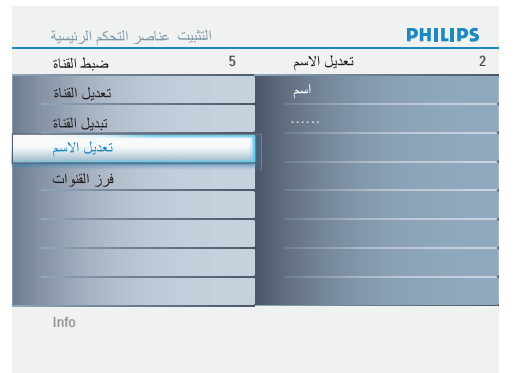 التثبيت عناصر التحكم الرئيسية
PHILIPS
ضبط القناة 5
تعديل الاسم 2
تعديل القناة
اسم
تبديل القناة
......
تعديل الاسم
فرز القنوات
Info